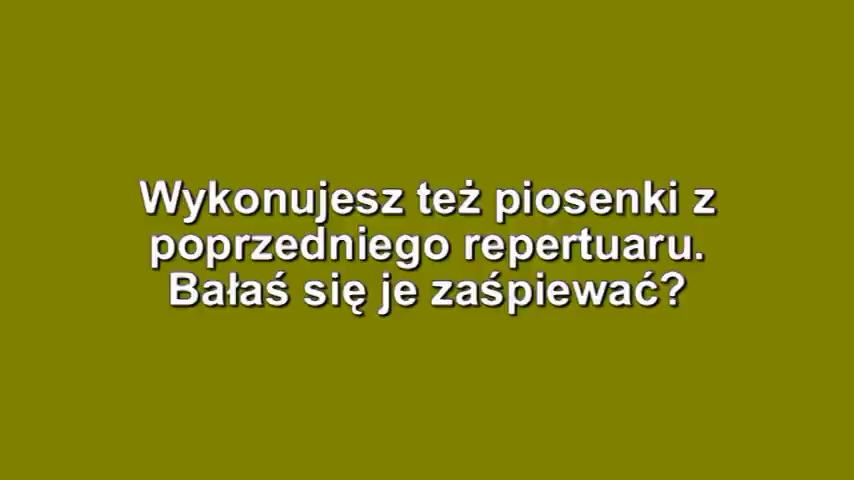 Wykonujesz też piosenki z
poprzedniego repertuaru.
Bałaś się je zaśpiewać?